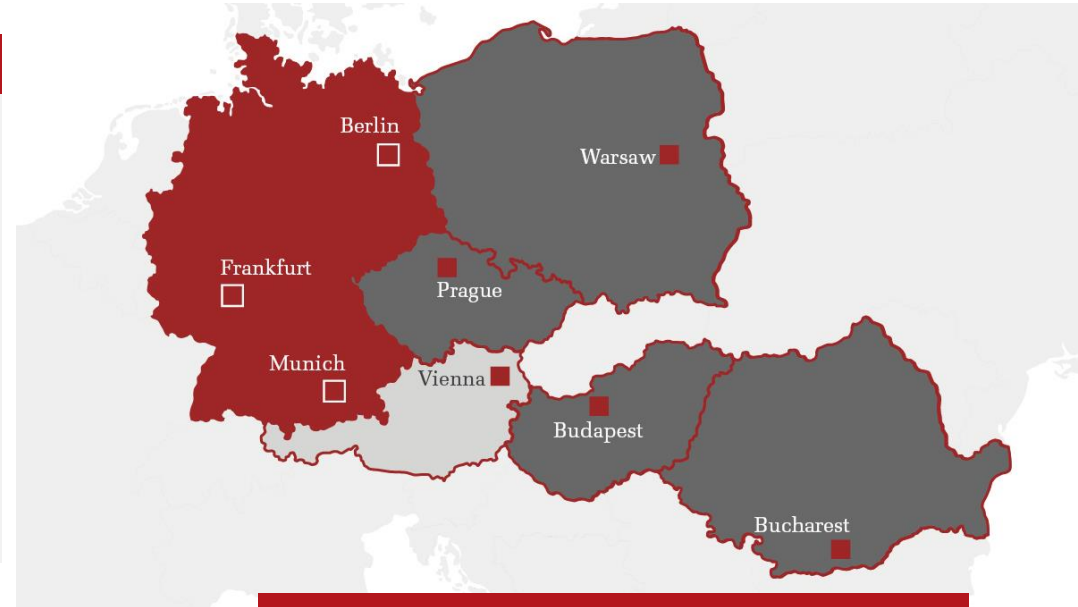 Berlin
Warsaw
Frankfurt
Prague
Munich
Vienna
Budapest
Bucharest